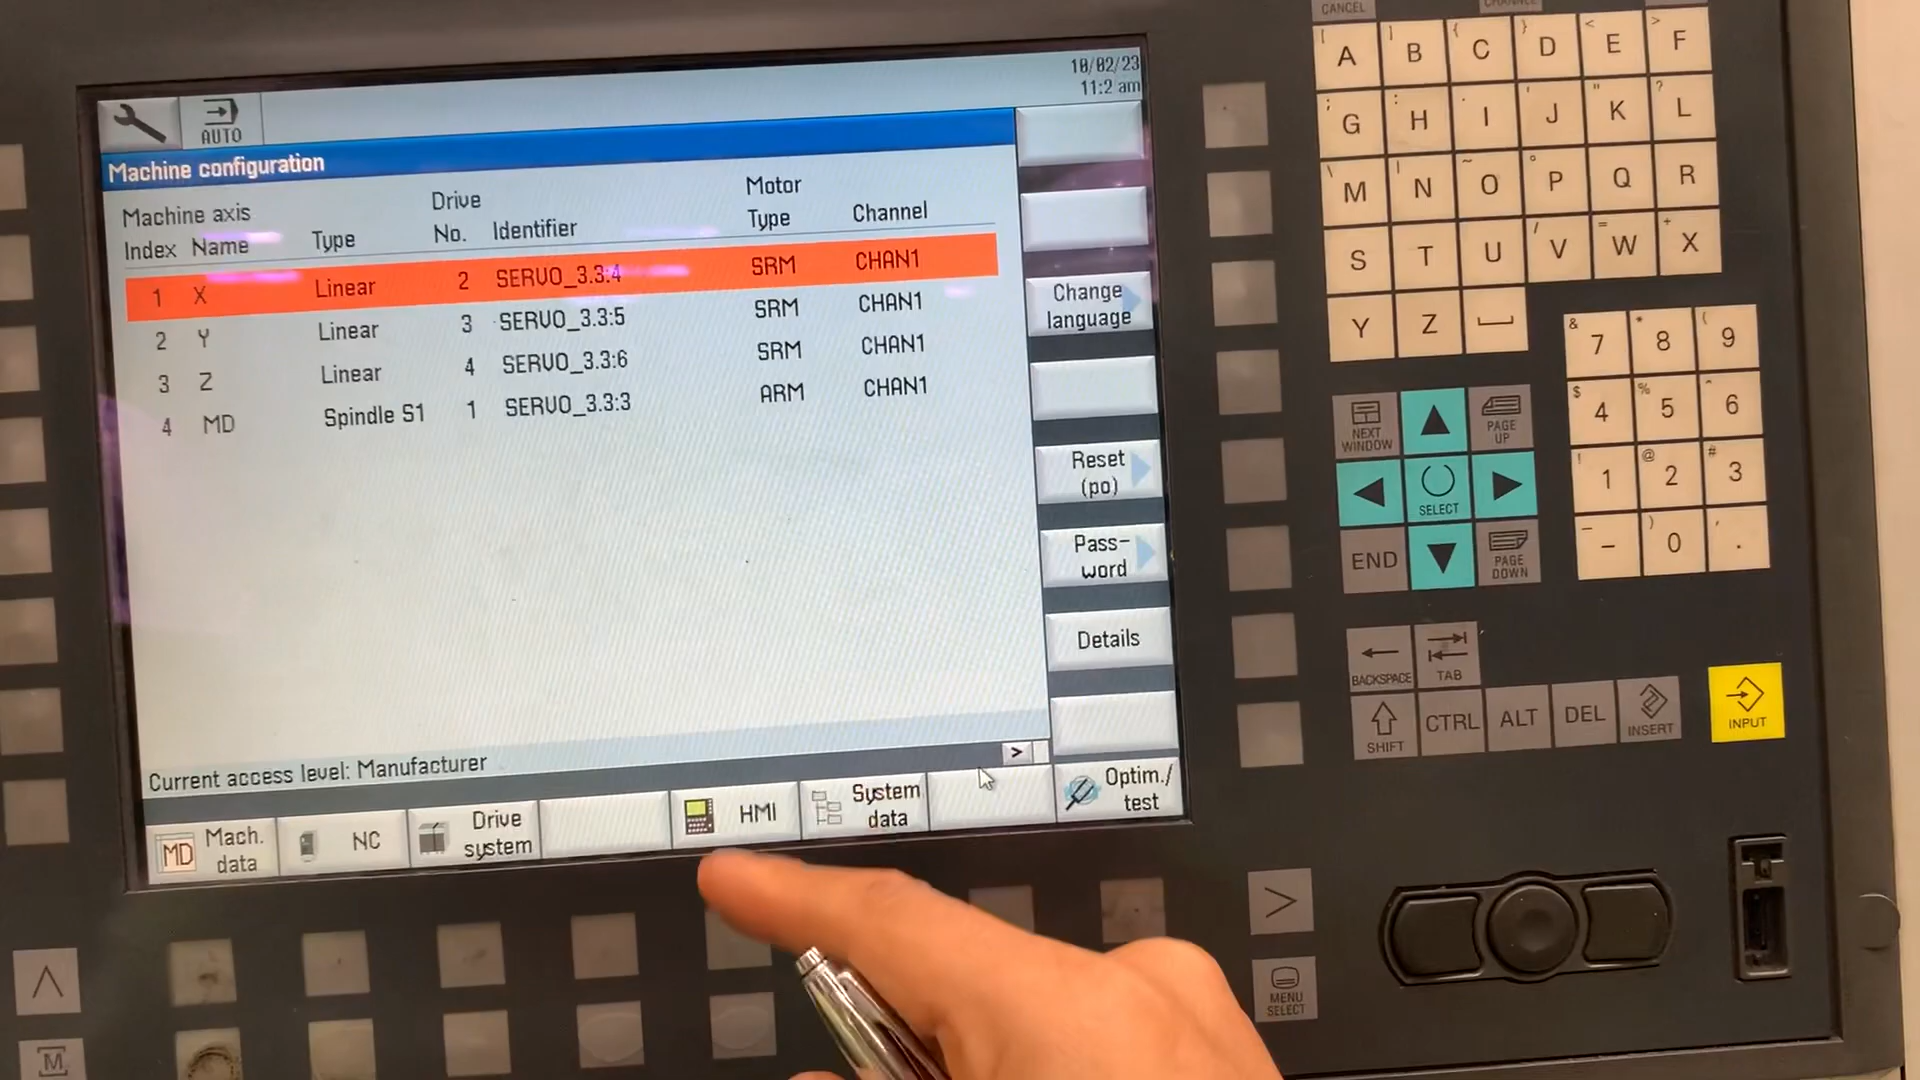 10/02/23
11:2 am
AUTO
Machine configuration
Machine axis Drive Motor
Index Name Type No. Identifier Type Channel
1 X Linear 2 SERVO_3.3:4 SRM CHAN1
2 Y Linear 3 SERVO_3.3:5 SRM CHAN1
3 Z Linear 4 SERVO_3.3:6 SRM CHAN1
4 MD Spindle S1 1 SERVO_3.3:3 ARM CHAN1
Current access level: Manufacturer
>
Change
language
Reset
(po)
Pass-
word
Details
MD Mach.
data
NC
Drive
system
HMI
System
data
Optim./
test
CANCEL
[ A ] B { C } D < E > F
; G : H I ' J " K ? L
\ M | N ~ O P Q R
S T U / V = W + X
Y Z
& 7 * 8 ( 9
$ 4 % 5 ^ 6
! 1 @ 2 # 3
- ) 0 .
NEXT
WINDOW
PAGE
UP
SELECT
END
PAGE
DOWN
BACKSPACE
TAB
SHIFT
CTRL
ALT
DEL
INSERT
INPUT
>
MENU
SELECT
M